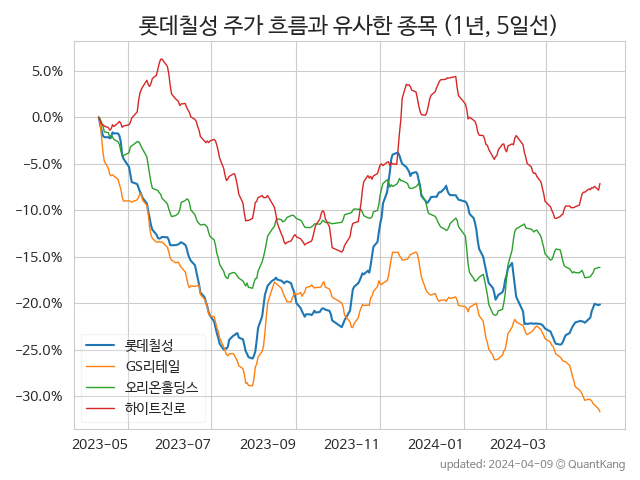 롯데칠성 주가 흐름과 유사한 종목 (1년, 5일선)
5.0%
0.0%
−5.0%
−10.0%
−15.0%
−20.0%
−25.0%
−30.0%
롯데칠성
GS리테일
오리온홀딩스
하이트진로
2023-05 2023-07 2023-09 2023-11 2024-01 2024-03
updated: 2024-04-09 ⓒ QuantKang